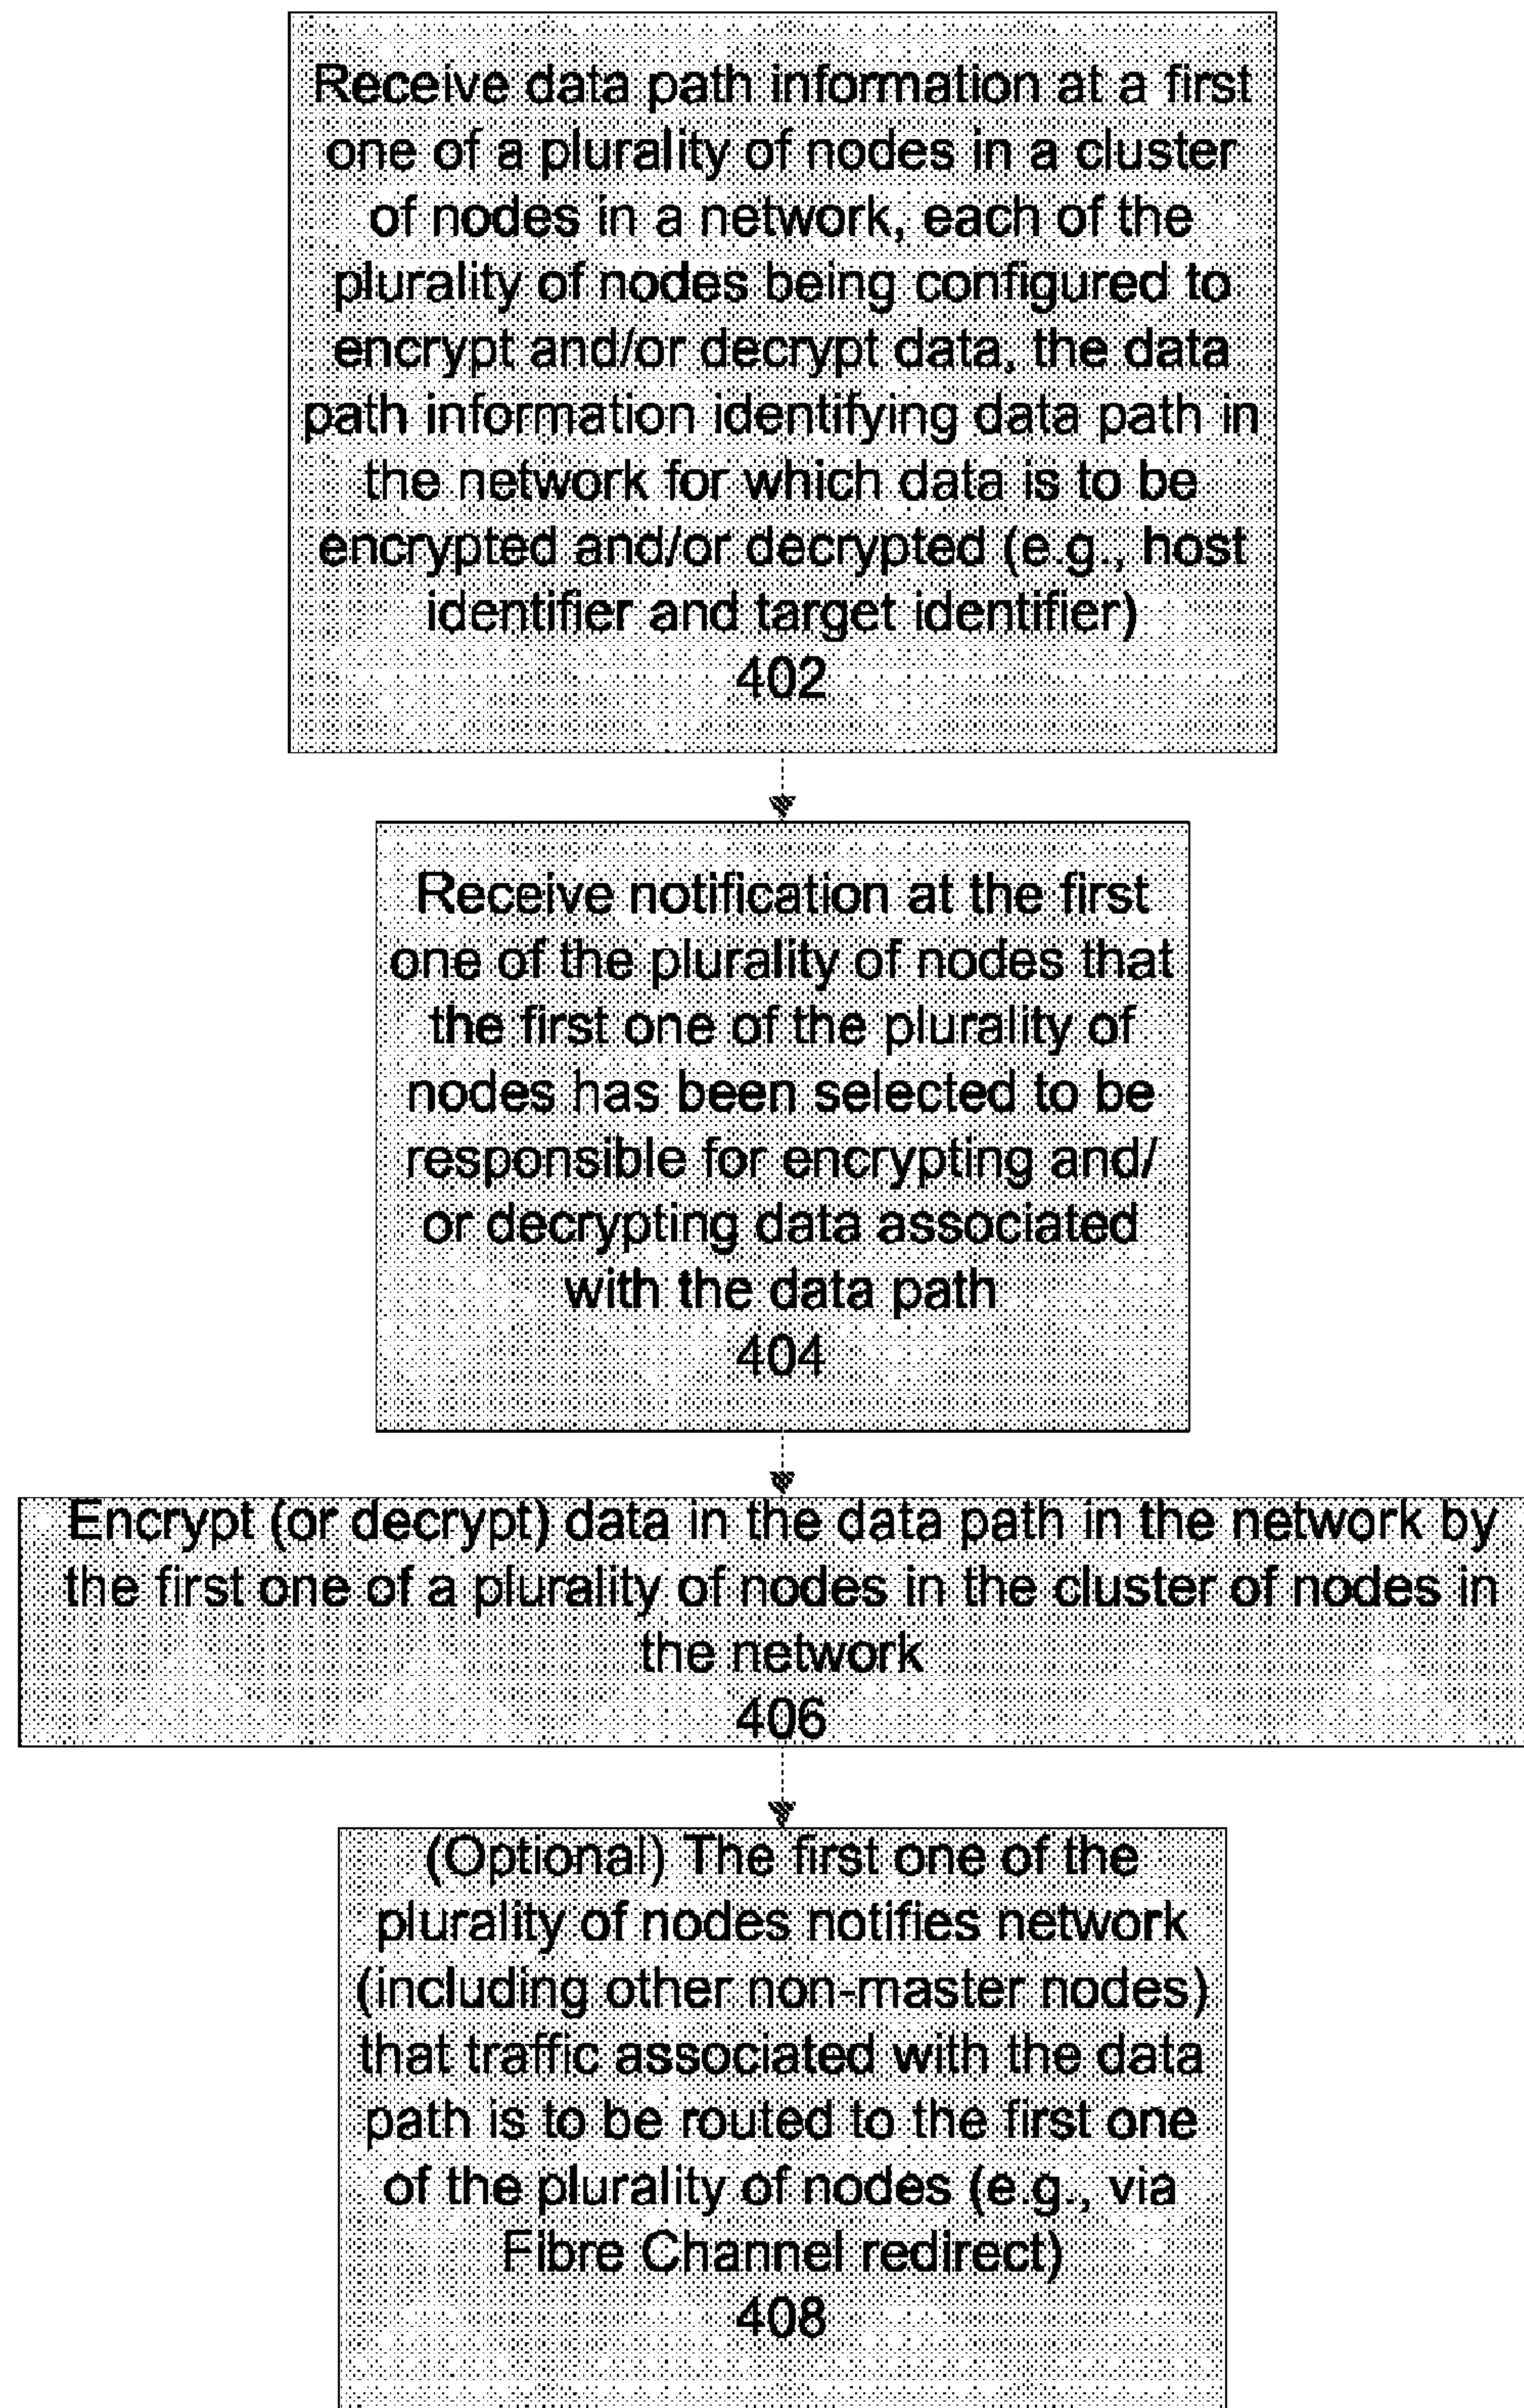 Receive data path information at a first
one of a plurality of nodes in a cluster
of nodes in a network, each of the
plurality of nodes being configured to
encrypt and/or decrypt data, the data
path information identifying data path in
the network for which data is to be
encrypted and/or decrypted (e.g., host
identifier and target identifier)
402
Receive notification at the first
one of the plurality of nodes that
the first one of the plurality of
nodes has been selected to be
responsible for encrypting and/
or decrypting data associated
with the data path
404
Encrypt (or decrypt) data in the data path in the network by
the first one of a plurality of nodes in the cluster of nodes in
the network
406
(Optional) The first one of the
plurality of nodes notifies network
(including other non-master nodes)
that traffic associated with the data
path is to be routed to the first one
of the plurality of nodes (e.g., via
Fibre Channel redirect)
408